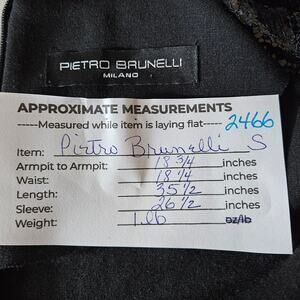 PIETRO BRUNELLI
MILANO
APPROXIMATE MEASUREMENTS
-----Measured while item is laying flat----- 2466
Item: Pietro Brunelli S
Armpit to Armpit: 18 3/4 inches
Waist: 18 1/4 inches
Length: 35 1/2 inches
Sleeve: 26 1/2 inches
Weight: 1 lb oz/lb